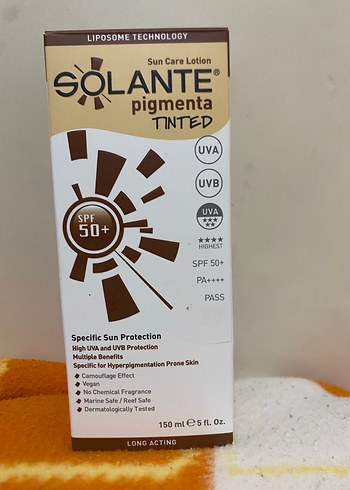 LIPOSOME TECHNOLOGY
Sun Care Lotion
SOLANTE®
pigmenta
TINTED
UVA
UVB
UVA
★★★
★★
★★★★
HIGHEST
SPF 50+
PA++++
PASS
SPF
50+
Specific Sun Protection
High UVA and UVB Protection
Multiple Benefits
Specific for Hyperpigmentation Prone Skin
Camouflage Effect
Vegan
No Chemical Fragrance
Marine Safe / Reef Safe
Dermatologically Tested
150 ml ℮ 5 fl. Oz.
LONG ACTING